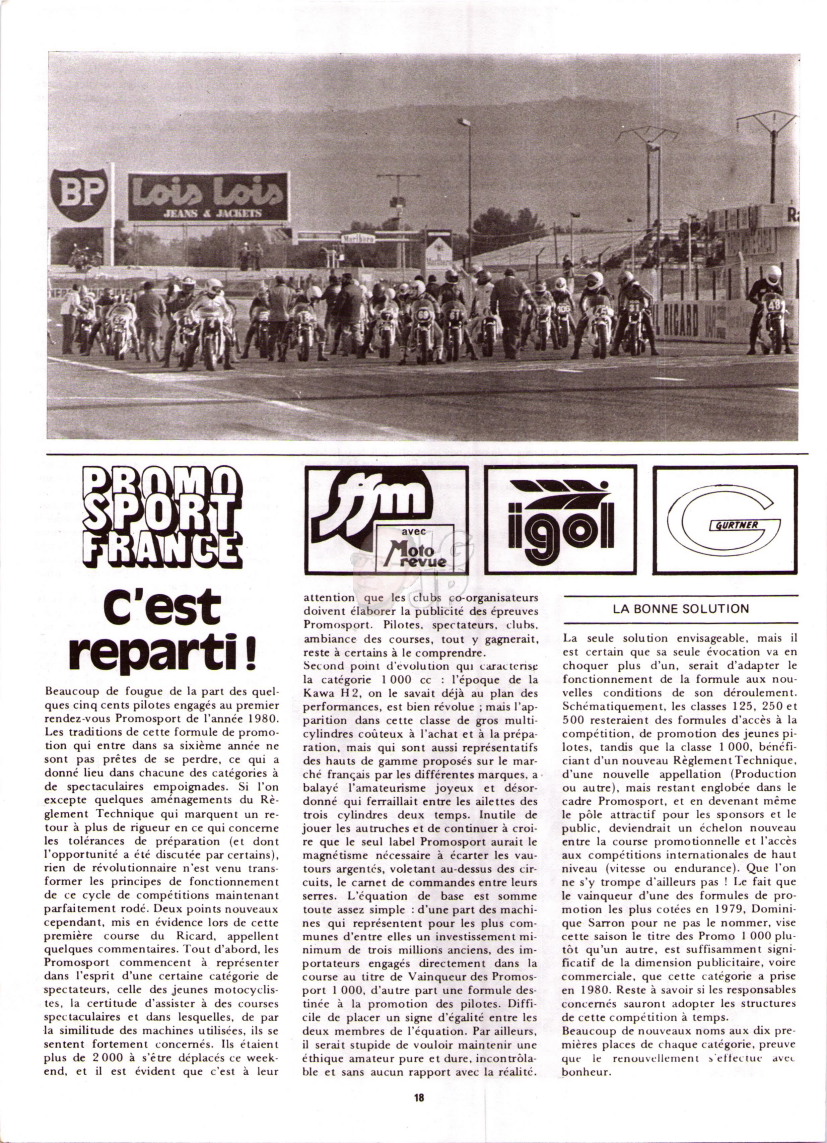 BP
Lois Lois
JEANS & JACKETS
Marlboro
Marlboro
RICARD
48
PROMO
SPORT
FRANCE
ffm
avec
Moto
revue
igol
G
GURTNER
C'est
reparti !
Beaucoup de fougue de la part des quel-
ques cinq cents pilotes engagés au premier
rendez-vous Promosport de l'année 1980.
Les traditions de cette formule de promo-
tion qui entre dans sa sixième année ne
sont pas prêtes de se perdre, ce qui a
donné lieu dans chacune des catégories à
de spectaculaires empoignades. Si l'on
excepte quelques aménagements du Rè-
glement Technique qui marquent un re-
tour à plus de rigueur en ce qui concerne
les tolérances de préparation (et dont
l'opportunité a été discutée par certains),
rien de révolutionnaire n'est venu trans-
former les principes de fonctionnement
de ce cycle de compétitions maintenant
parfaitement rodé. Deux points nouveaux
cependant, mis en évidence lors de cette
première course du Ricard, appellent
quelques commentaires. Tout d'abord, les
Promosport commencent à représenter
dans l'esprit d'une certaine catégorie de
spectateurs, celle des jeunes motocyclis-
tes, la certitude d'assister à des courses
spectaculaires et dans lesquelles, de par
la similitude des machines utilisées, ils se
sentent fortement concernés. Ils étaient
plus de 2 000 à s'être déplacés ce week-
end, et il est évident que c'est à leur
attention que les clubs co-organisateurs
doivent élaborer la publicité des épreuves
Promosport. Pilotes, spectateurs, clubs,
ambiance des courses, tout y gagnerait,
reste à certains à le comprendre.
Second point d'évolution qui caractérise
la catégorie 1 000 cc : l'époque de la
Kawa H2, on le savait déjà au plan des
performances, est bien révolue ; mais l'ap-
parition dans cette classe de gros multi-
cylindres coûteux à l'achat et à la prépa-
ration, mais qui sont aussi représentatifs
des hauts de gamme proposés sur le mar-
ché français par les différentes marques, a
balayé l'amateurisme joyeux et désor-
donné qui ferraillait entre les ailettes des
trois cylindres deux temps. Inutile de
jouer les autruches et de continuer à croi-
re que le seul label Promosport aurait le
magnétisme nécessaire à écarter les vau-
tours argentés, voletant au-dessus des cir-
cuits, le carnet de commandes entre leurs
serres. L'équation de base est somme
toute assez simple : d'une part des machi-
nes qui représentent pour les plus com-
munes d'entre elles un investissement mi-
nimum de trois millions anciens, des im-
portateurs engagés directement dans la
course au titre de Vainqueur des Promos-
port 1 000, d'autre part une formule des-
tinée à la promotion des pilotes. Diffi-
cile de placer un signe d'égalité entre les
deux membres de l'équation. Par ailleurs,
il serait stupide de vouloir maintenir une
éthique amateur pure et dure, incontrôla-
ble et sans aucun rapport avec la réalité.
LA BONNE SOLUTION
La seule solution envisageable, mais il
est certain que sa seule évocation va en
choquer plus d'un, serait d'adapter le
fonctionnement de la formule aux nou-
velles conditions de son déroulement.
Schématiquement, les classes 125, 250 et
500 resteraient des formules d'accès à la
compétition, de promotion des jeunes pi-
lotes, tandis que la classe 1 000, bénéfi-
ciant d'un nouveau Règlement Technique,
d'une nouvelle appellation (Production
ou autre), mais restant englobée dans le
cadre Promosport, et en devenant même
le pôle attractif pour les sponsors et le
public, deviendrait un échelon nouveau
entre la course promotionnelle et l'accès
aux compétitions internationales de haut
niveau (vitesse ou endurance). Que l'on
ne s'y trompe d'ailleurs pas ! Le fait que
le vainqueur d'une des formules de pro-
motion les plus cotées en 1979, Domini-
que Sarron pour ne pas le nommer, vise
cette saison le titre des Promo 1 000 plu-
tôt qu'un autre, est suffisamment signi-
ficatif de la dimension publicitaire, voire
commerciale, que cette catégorie a prise
en 1980. Reste à savoir si les responsables
concernés sauront adopter les structures
de cette compétition à temps.
Beaucoup de nouveaux noms aux dix pre-
mières places de chaque catégorie, preuve
que le renouvellement s'effectue avec
bonheur.
18